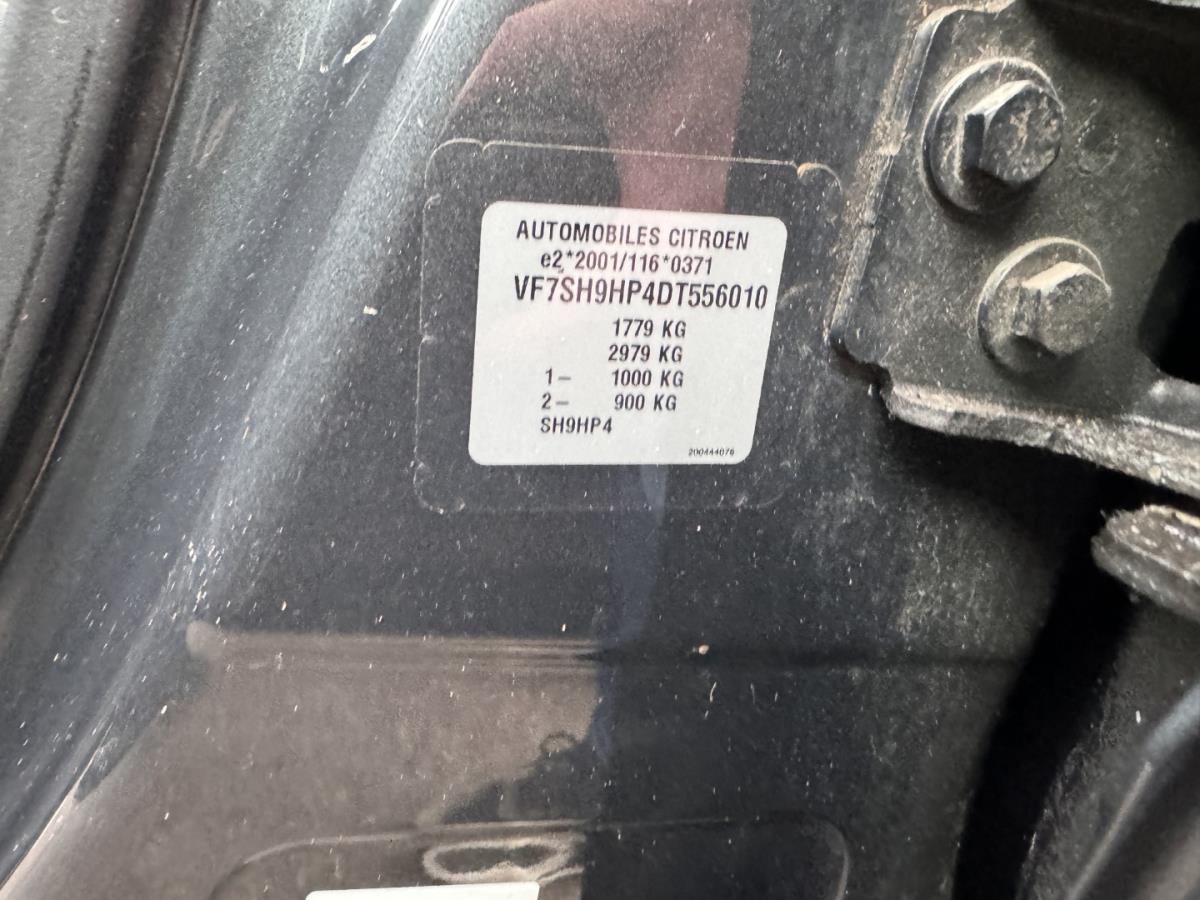 AUTOMOBILES CITROEN
e2*2001/116*0371
VF7SH9HP4DT556010
1779 KG
2979 KG
1– 1000 KG
2– 900 KG
SH9HP4
200444076